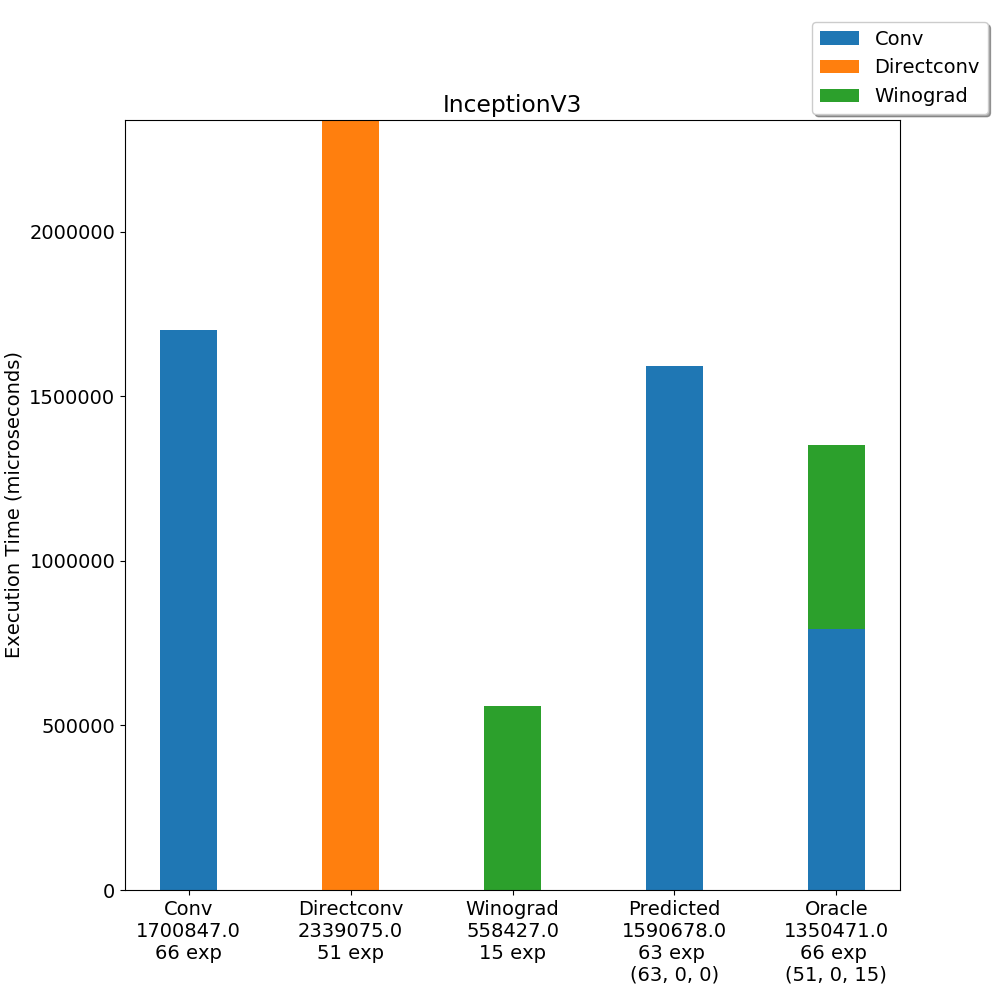 Conv
Directconv
Winograd
InceptionV3
Execution Time (microseconds)
2000000
1500000
1000000
500000
0
Conv
1700847.0
66 exp
Directconv
2339075.0
51 exp
Winograd
558427.0
15 exp
Predicted
1590678.0
63 exp
(63, 0, 0)
Oracle
1350471.0
66 exp
(51, 0, 15)